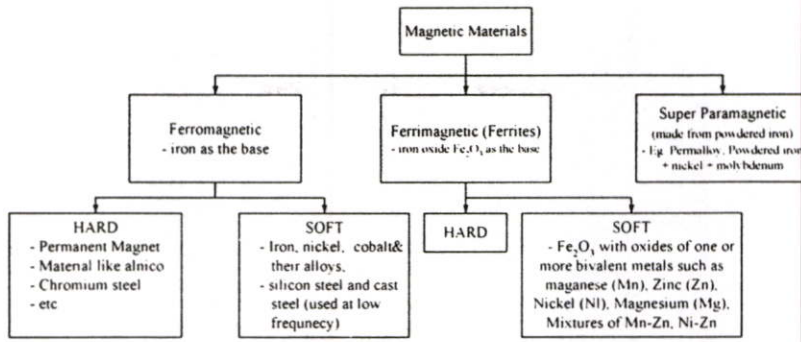 Magnetic Materials
Ferromagnetic
- iron as the base
Ferrimagnetic (Ferrites)
- iron oxide Fe₂O₃ as the base
Super Paramagnetic
(made from powdered iron)
- Eg. Permalloy, Powdered iron
+ nickel + molybdenum
HARD
- Permanent Magnet
- Material like alnico
- Chromium steel
- etc
SOFT
- Iron, nickel, cobalt&
their alloys,
- silicon steel and cast
steel (used at low
frequnecy)
HARD
SOFT
- Fe₂O₃ with oxides of one or
more bivalent metals such as
maganese (Mn), Zinc (Zn),
Nickel (NI), Magnesium (Mg),
Mixtures of Mn-Zn, Ni-Zn